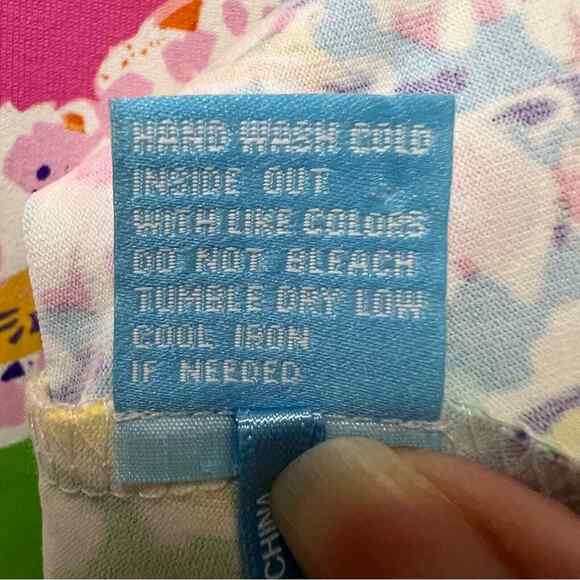 HAND WASH COLD
INSIDE OUT
WITH LIKE COLORS
DO NOT BLEACH
TUMBLE DRY LOW
COOL IRON
IF NEEDED
CHINA